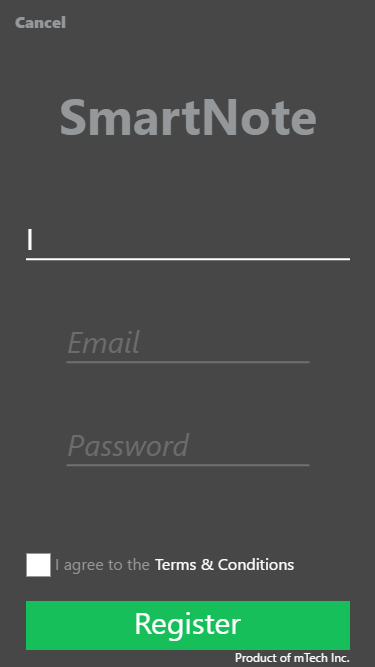 Cancel
SmartNote
Email
Password
I agree to the Terms & Conditions
Register
Product of mTech Inc.